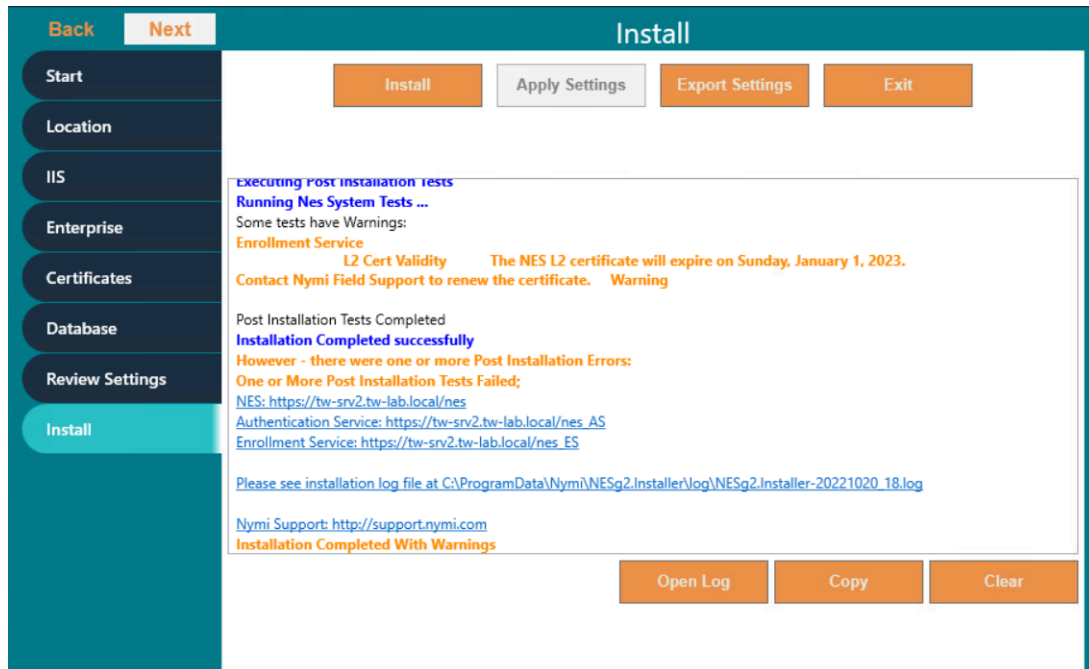 Back Next
Install
Start
Location
IIS
Enterprise
Certificates
Database
Review Settings
Install
Install Apply Settings Export Settings Exit
Executing Post Installation Tests
Running Nes System Tests ...
Some tests have Warnings:
Enrollment Service
L2 Cert Validity The NES L2 certificate will expire on Sunday, January 1, 2023.
Contact Nymi Field Support to renew the certificate. Warning
Post Installation Tests Completed
Installation Completed successfully
However - there were one or more Post Installation Errors:
One or More Post Installation Tests Failed;
NES: https://tw-srv2.tw-lab.local/nes
Authentication Service: https://tw-srv2.tw-lab.local/nes_AS
Enrollment Service: https://tw-srv2.tw-lab.local/nes_ES
Please see installation log file at C:\ProgramData\Nymi\NESg2.Installer\log\NESg2.Installer-20221020_18.log
Nymi Support: http://support.nymi.com
Installation Completed With Warnings
Open Log Copy Clear